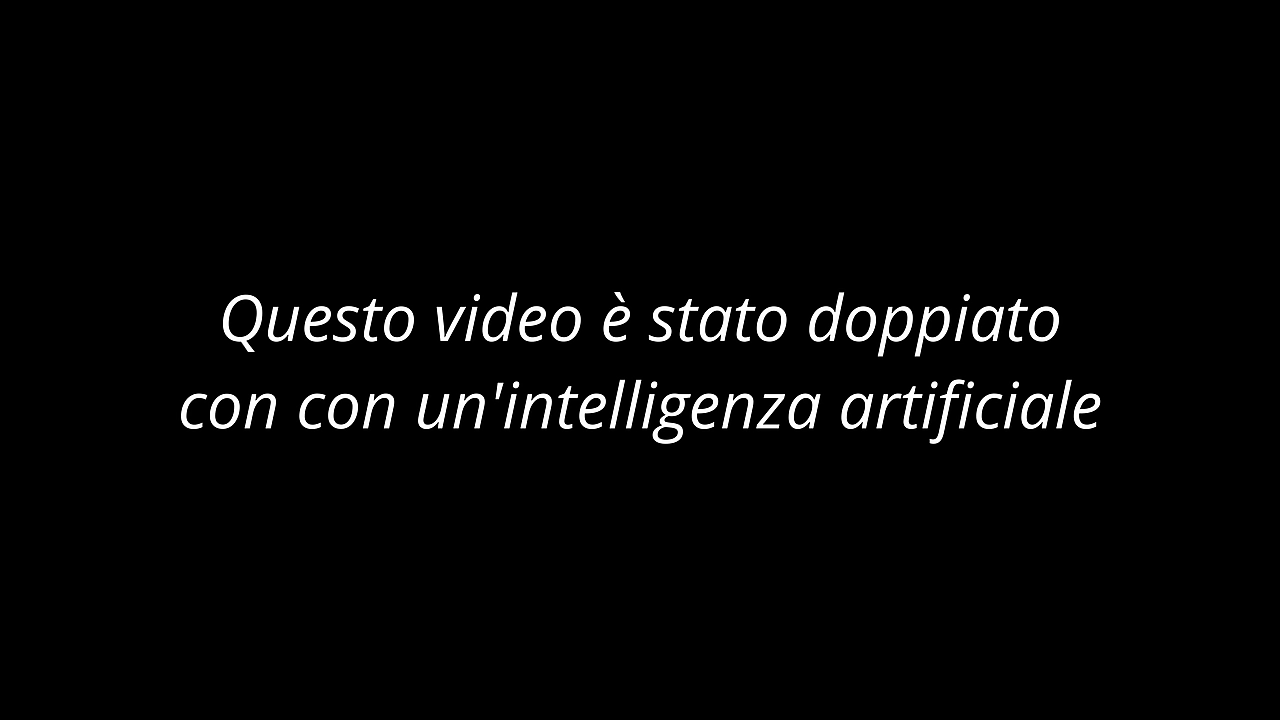 Questo video è stato doppiato
con con un'intelligenza artificiale